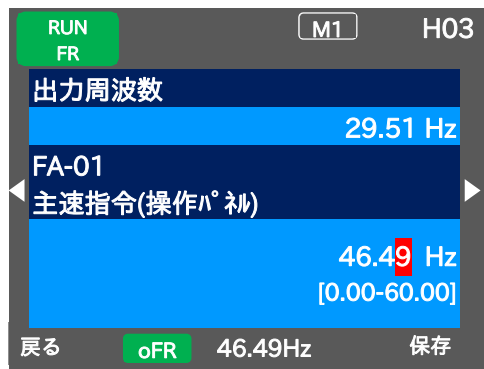 RUN
FR
M1
H03
出力周波数
29.51 Hz
FA-01
主速指令(操作ﾊﾟﾈﾙ)
46.49 Hz
[0.00-60.00]
戻る
oFR
46.49Hz
保存